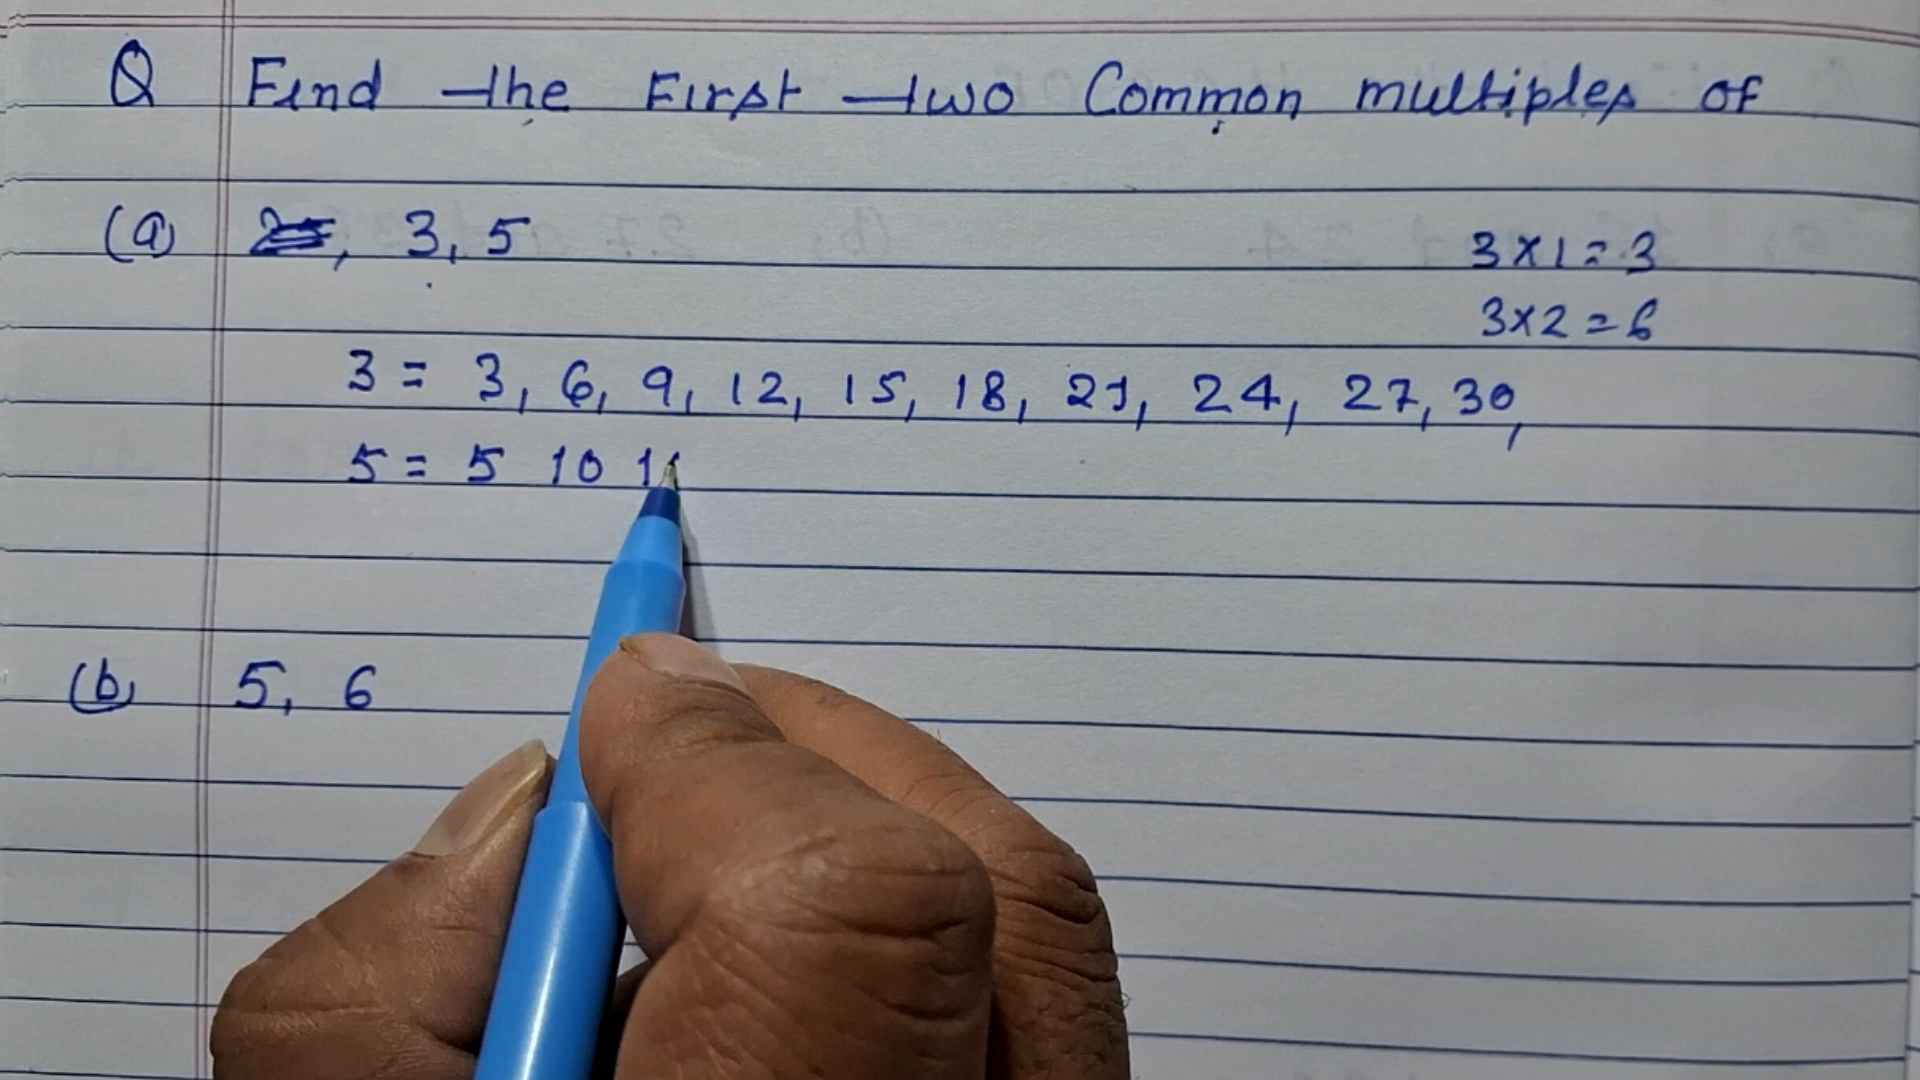 Q Find the First two Common multiples of
(a) , 3, 5
3×1=3
3×2=6
3 = 3, 6, 9, 12, 15, 18, 21, 24, 27, 30,
5 = 5 10 1
(b) 5, 6